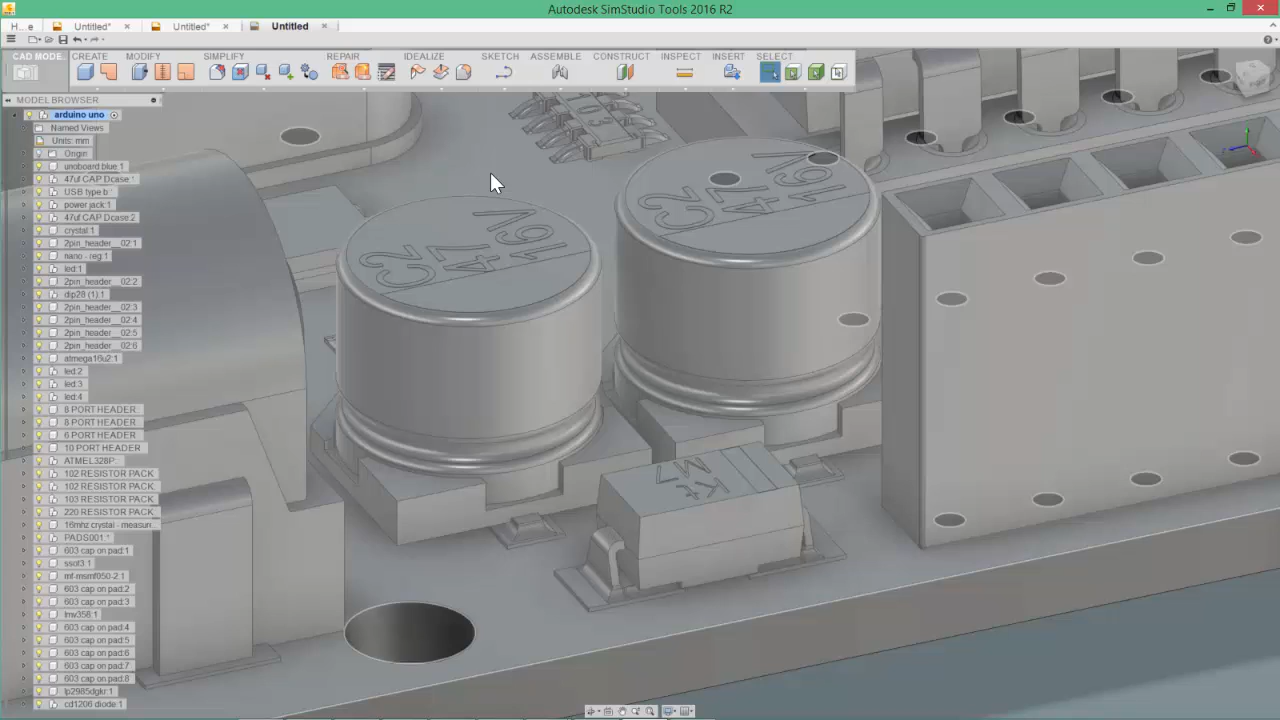 Autodesk SimStudio Tools 2016 R2
H... e
Untitled*
Untitled*
Untitled
CAD MODE...
CREATE
MODIFY
SIMPLIFY
REPAIR
IDEALIZE
SKETCH
ASSEMBLE
CONSTRUCT
INSPECT
INSERT
SELECT
MODEL BROWSER
arduino uno
Named Views
Units: mm
Origin
unoboard blue:1
47uf CAP Dcase:1
USB type b:
power jack:1
47uf CAP Dcase:2
crystal:1
2pin_header__02:1
nano - reg:1
led:1
2pin_header__02:2
dip28 (1):1
2pin_header__02:3
2pin_header__02:4
2pin_header__02:5
2pin_header__02:6
atmega16u2:1
led:2
led:3
led:4
8 PORT HEADER
8 PORT HEADER
6 PORT HEADER
10 PORT HEADER
ATMEL328P:
102 RESISTOR PACK
102 RESISTOR PACK
103 RESISTOR PACK
220 RESISTOR PACK
16mhz crystal - measuri...
PADS001:1
603 cap on pad:1
ssot3:1
mf-msmf050-2:1
603 cap on pad:2
603 cap on pad:3
lmv358:1
603 cap on pad:4
603 cap on pad:5
603 cap on pad:6
603 cap on pad:7
603 cap on pad:8
lp2985dgkr:1
cd1206 diode:1
C2
47
16V
C2
47
16V